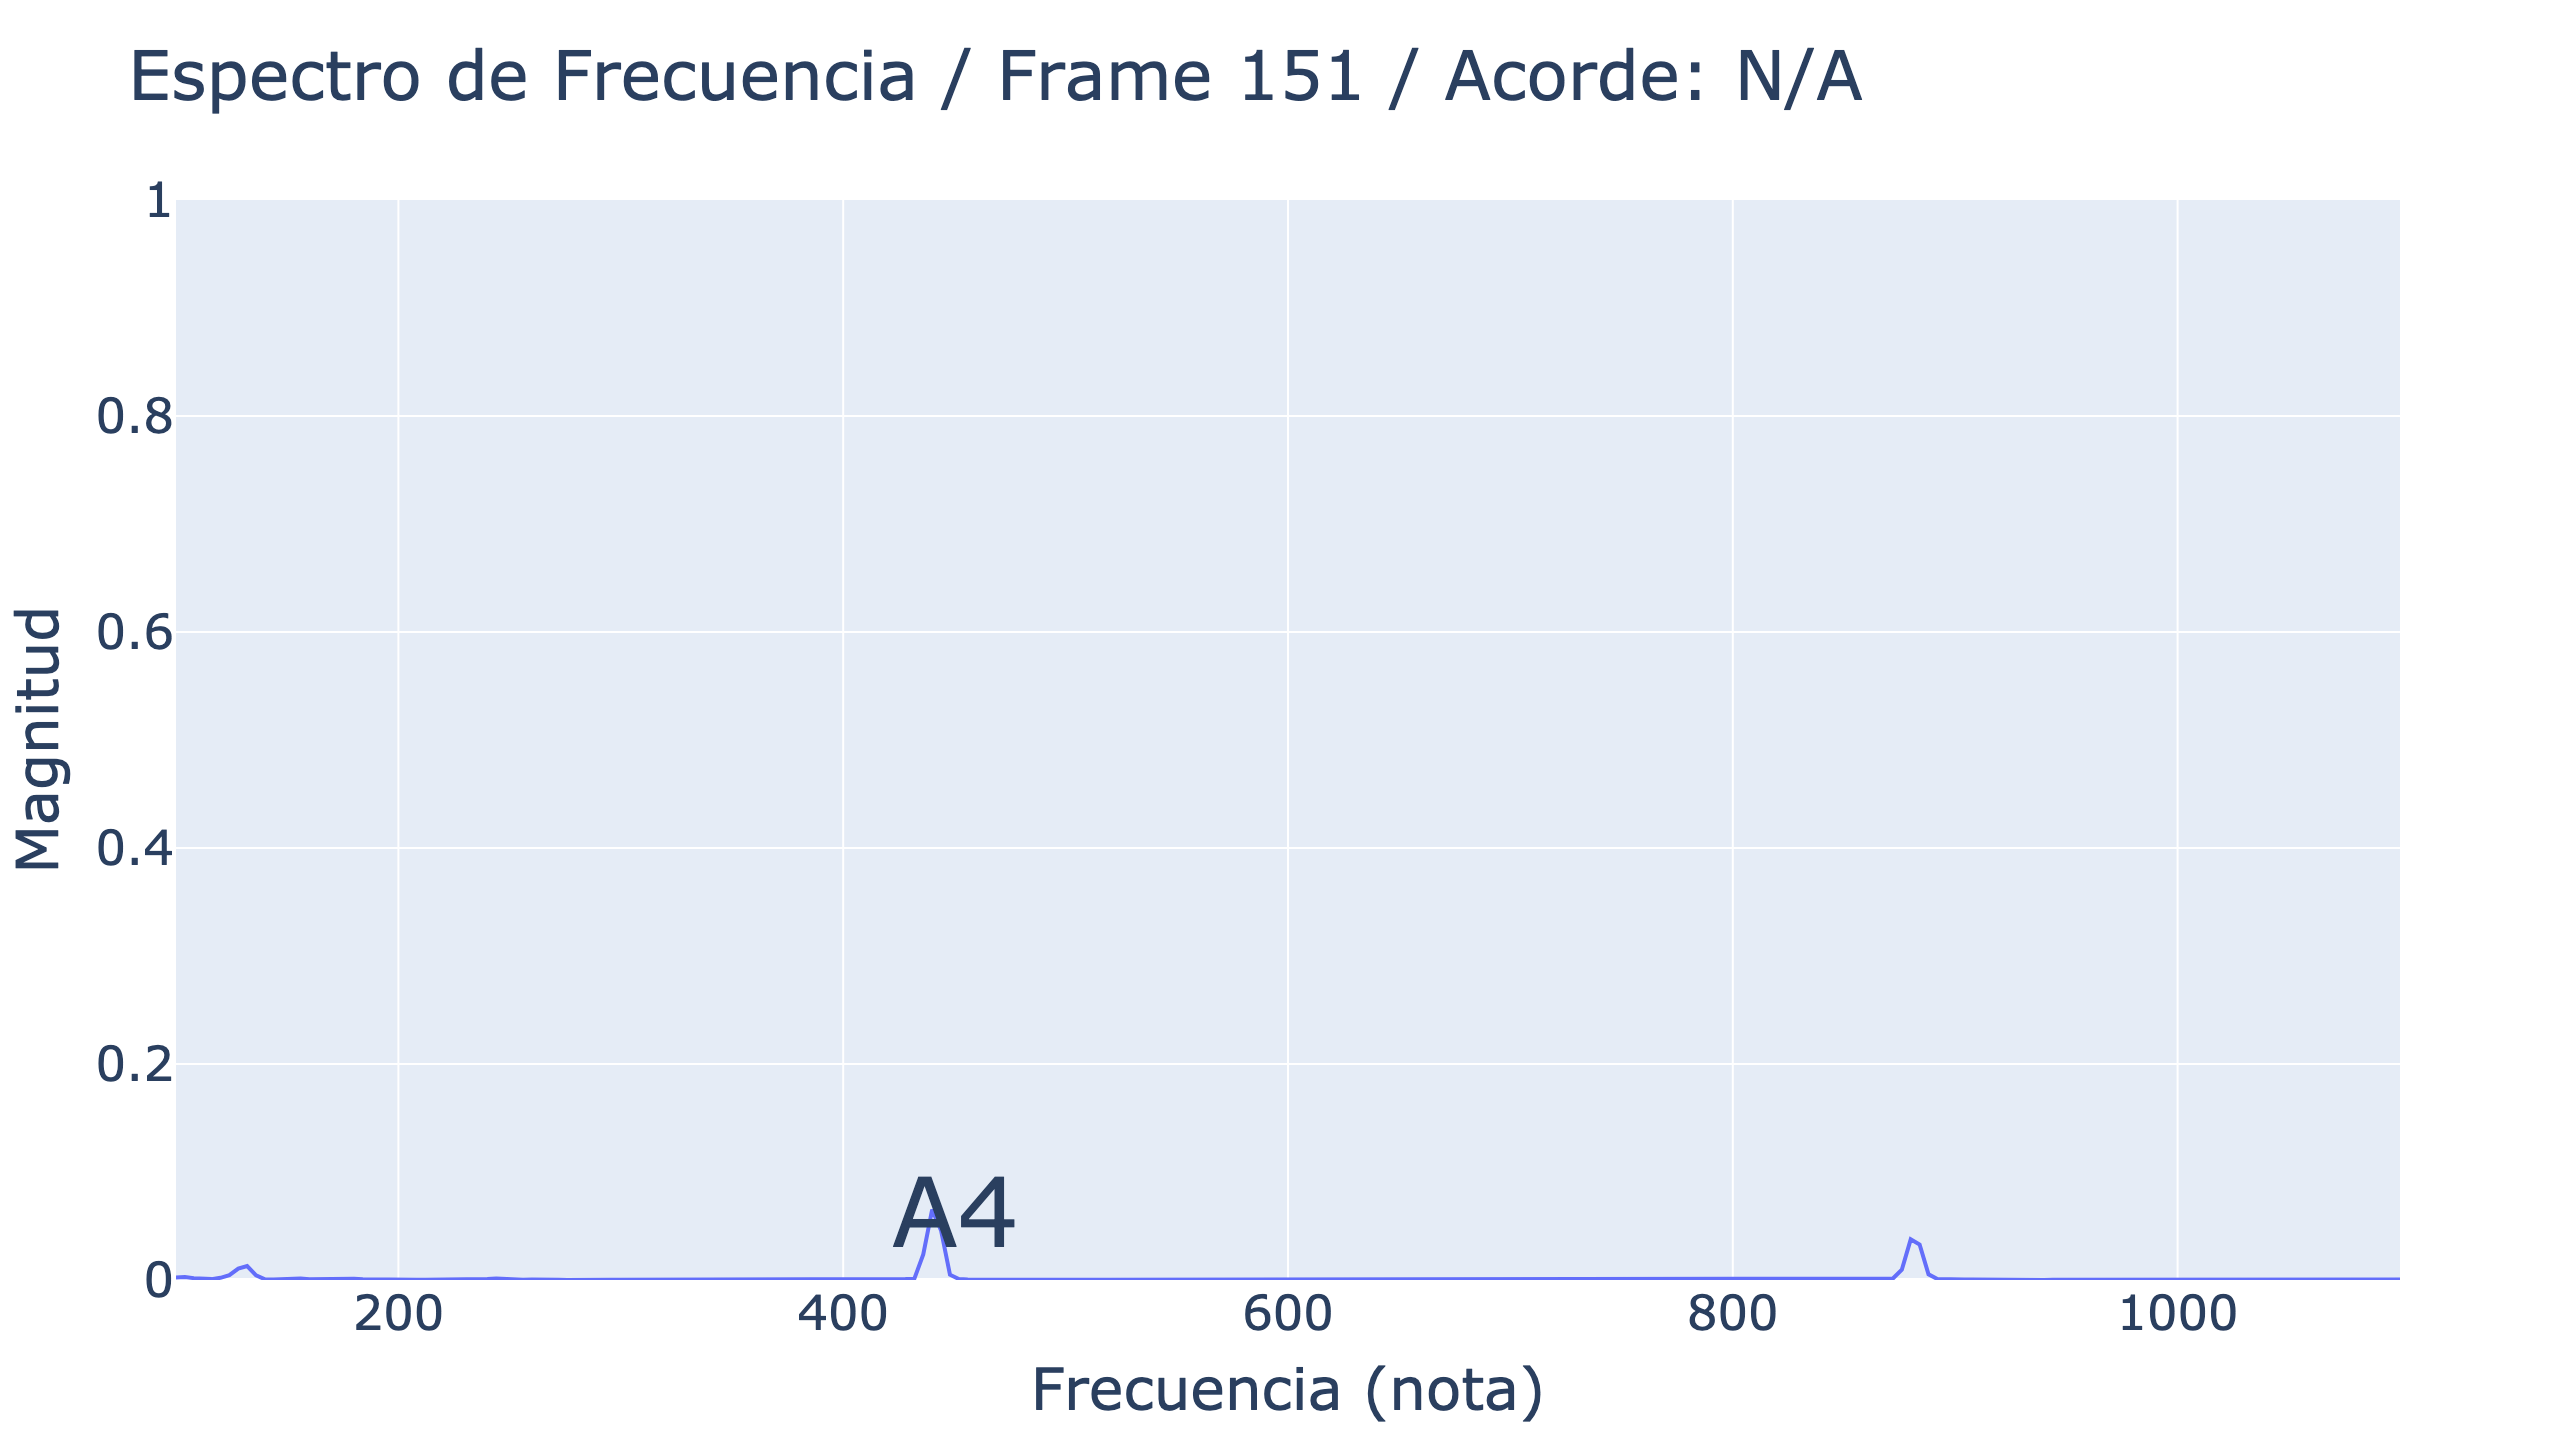 Espectro de Frecuencia / Frame 151 / Acorde: N/A
1
0.8
0.6
0.4
0.2
0
Magnitud
A4
200 400 600 800 1000
Frecuencia (nota)